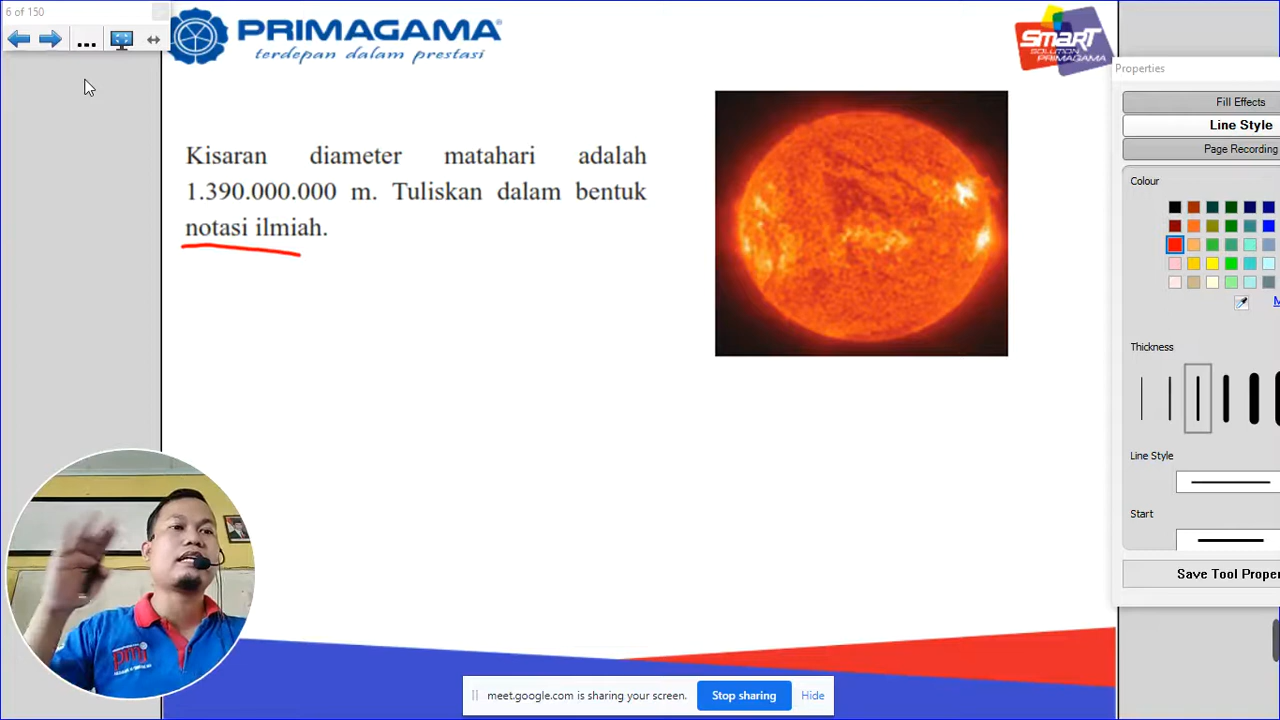 6 of 150
PRIMAGAMA®
terdepan dalam prestasi
SMART
SOLUTION
PRIMAGAMA
Properties
Fill Effects
Line Style
Page Recording
Colour
Kisaran diameter matahari adalah
1.390.000.000 m. Tuliskan dalam bentuk
notasi ilmiah.
Thickness
Line Style
Start
Save Tool Proper
meet.google.com is sharing your screen.
Stop sharing
Hide